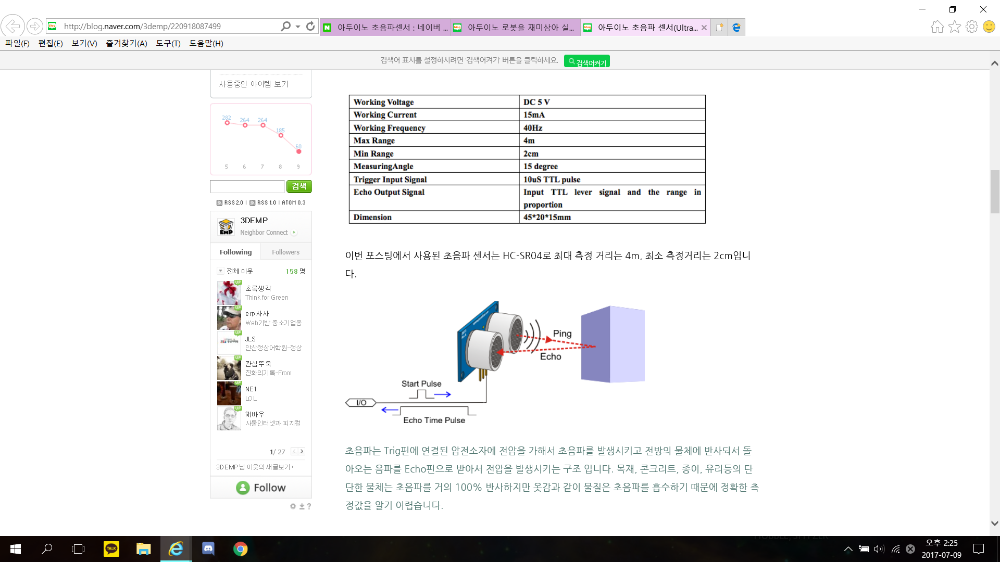 http://blog.naver.com/3demp/220918087499
아두이노 초음파센서 : 네이버 ...
아두이노 로봇을 재미삼아 실...
아두이노 초음파 센서(Ultra...
파일(F) 편집(E) 보기(V) 즐겨찾기(A) 도구(T) 도움말(H)
검색어 표시를 설정하시려면 '검색어켜기' 버튼을 클릭하세요. 검색어켜기
사용중인 아이템 보기
282 264 264 185 60
5 6 7 8 9
검색
RSS 2.0 | RSS 1.0 | ATOM 0.3
3DEMP
Neighbor Connect
Following Followers
전체 이웃 158 명
초록생각
Think for Green
erp사사
Web기반 중소기업용
JLS
안산정상어학원-정상
관심뚜욱
진화의기록-From
NE1
LOL
해바우
사물인터넷과 피지컬
1/ 27
3DEMP 님 이웃의 새글보기
Follow
Working Voltage DC 5 V
Working Current 15mA
Working Frequency 40Hz
Max Range 4m
Min Range 2cm
MeasuringAngle 15 degree
Trigger Input Signal 10uS TTL pulse
Echo Output Signal Input TTL lever signal and the range in
proportion
Dimension 45*20*15mm
이번 포스팅에서 사용된 초음파 센서는 HC-SR04로 최대 측정 거리는 4m, 최소 측정거리는 2cm입니
다.
Ping
Echo
Start Pulse
I/O
Echo Time Pulse
초음파는 Trig핀에 연결된 압전소자에 전압을 가해서 초음파를 발생시키고 전방의 물체에 반사되서 돌
아오는 음파를 Echo핀으로 받아서 전압을 발생시키는 구조 입니다. 목재, 콘크리트, 종이, 유리등의 단
단한 물체는 초음파를 거의 100% 반사하지만 옷감과 같이 물질은 초음파를 흡수하기 때문에 정확한 측
정값을 알기 어렵습니다.
TALK
오후 2:25
2017-07-09